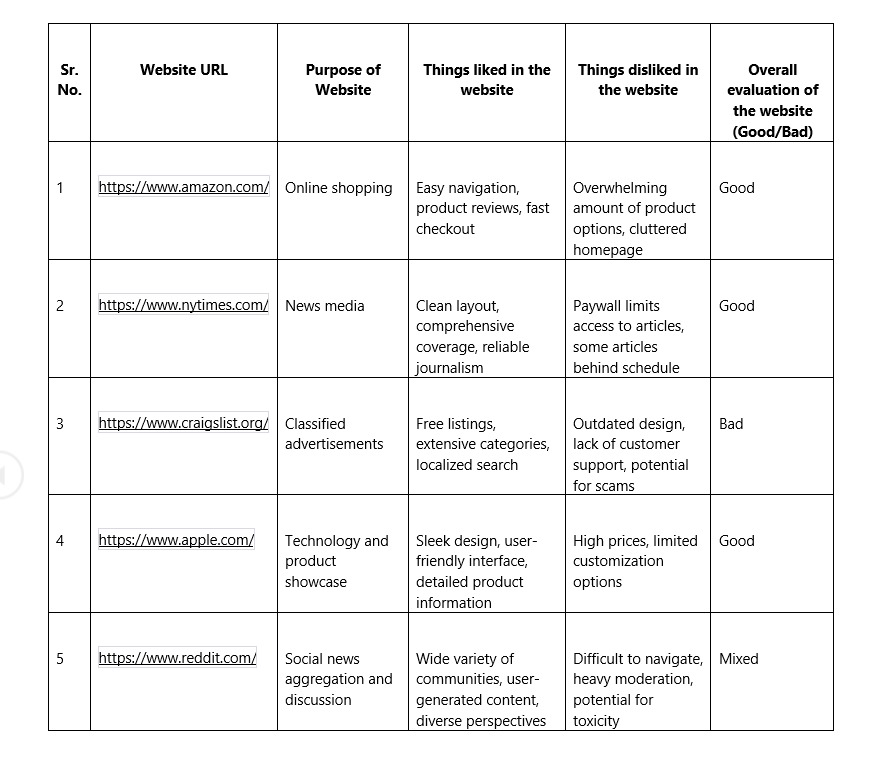 Sr. No.
Website URL
Purpose of Website
Things liked in the website
Things disliked in the website
Overall evaluation of the website (Good/Bad)
1
https://www.amazon.com/
Online shopping
Easy navigation,
product reviews, fast
checkout
Overwhelming
amount of product
options, cluttered
homepage
Good
2
https://www.nytimes.com/
News media
Clean layout,
comprehensive
coverage, reliable
journalism
Paywall limits
access to articles,
some articles
behind schedule
Good
3
https://www.craigslist.org/
Classified
advertisements
Free listings,
extensive categories,
localized search
Outdated design,
lack of customer
support, potential
for scams
Bad
4
https://www.apple.com/
Technology and
product
showcase
Sleek design, user-
friendly interface,
detailed product
information
High prices, limited
customization
options
Good
5
https://www.reddit.com/
Social news
aggregation and
discussion
Wide variety of
communities, user-
generated content,
diverse perspectives
Difficult to navigate,
heavy moderation,
potential for
toxicity
Mixed